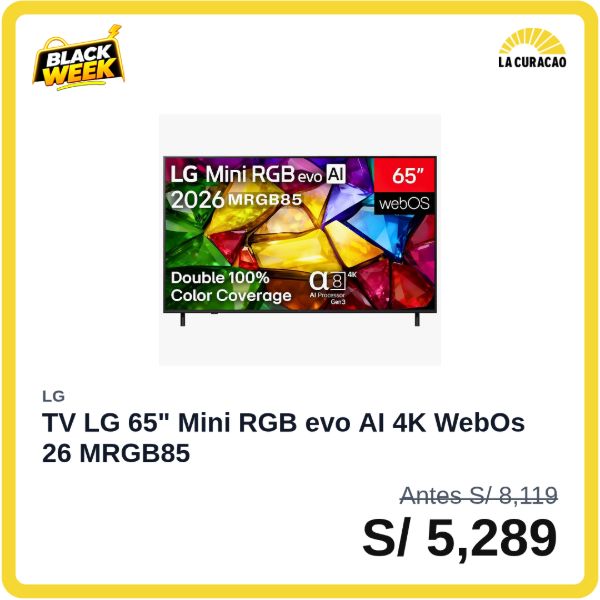 BLACK
WEEK
LA CURACAO
LG Mini RGB evo AI
65”
2026 MRGB85
webOS
Double 100%
Color Coverage
α8 4K
AI Processor
Gen3
LG
TV LG 65" Mini RGB evo AI 4K WebOs
26 MRGB85
Antes S/ 8,119
S/ 5,289